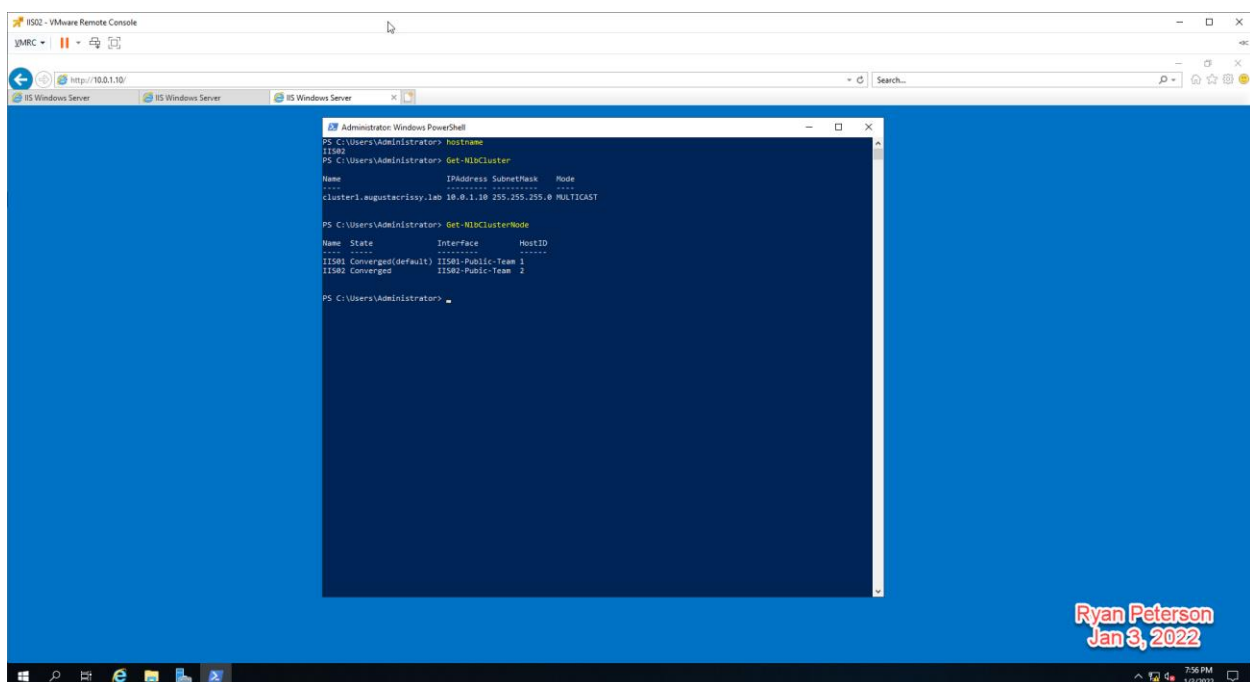 IIS02 - VMware Remote Console
VMRC
http://10.0.1.10/
Search...
IIS Windows Server
IIS Windows Server
IIS Windows Server
Administrator: Windows PowerShell
PS C:\Users\Administrator> hostname
IIS02
PS C:\Users\Administrator> Get-NlbCluster
Name IPAddress SubnetMask Mode
---- --------- ---------- ----
cluster1.augustacrissy.lab 10.0.1.10 255.255.255.0 MULTICAST
PS C:\Users\Administrator> Get-NlbClusterNode
Name State Interface HostID
---- ----- --------- ------
IIS01 Converged(default) IIS01-Public-Team 1
IIS02 Converged IIS02-Pubic-Team 2
PS C:\Users\Administrator>
Ryan Peterson
Jan 3, 2022
7:56 PM
1/3/2022